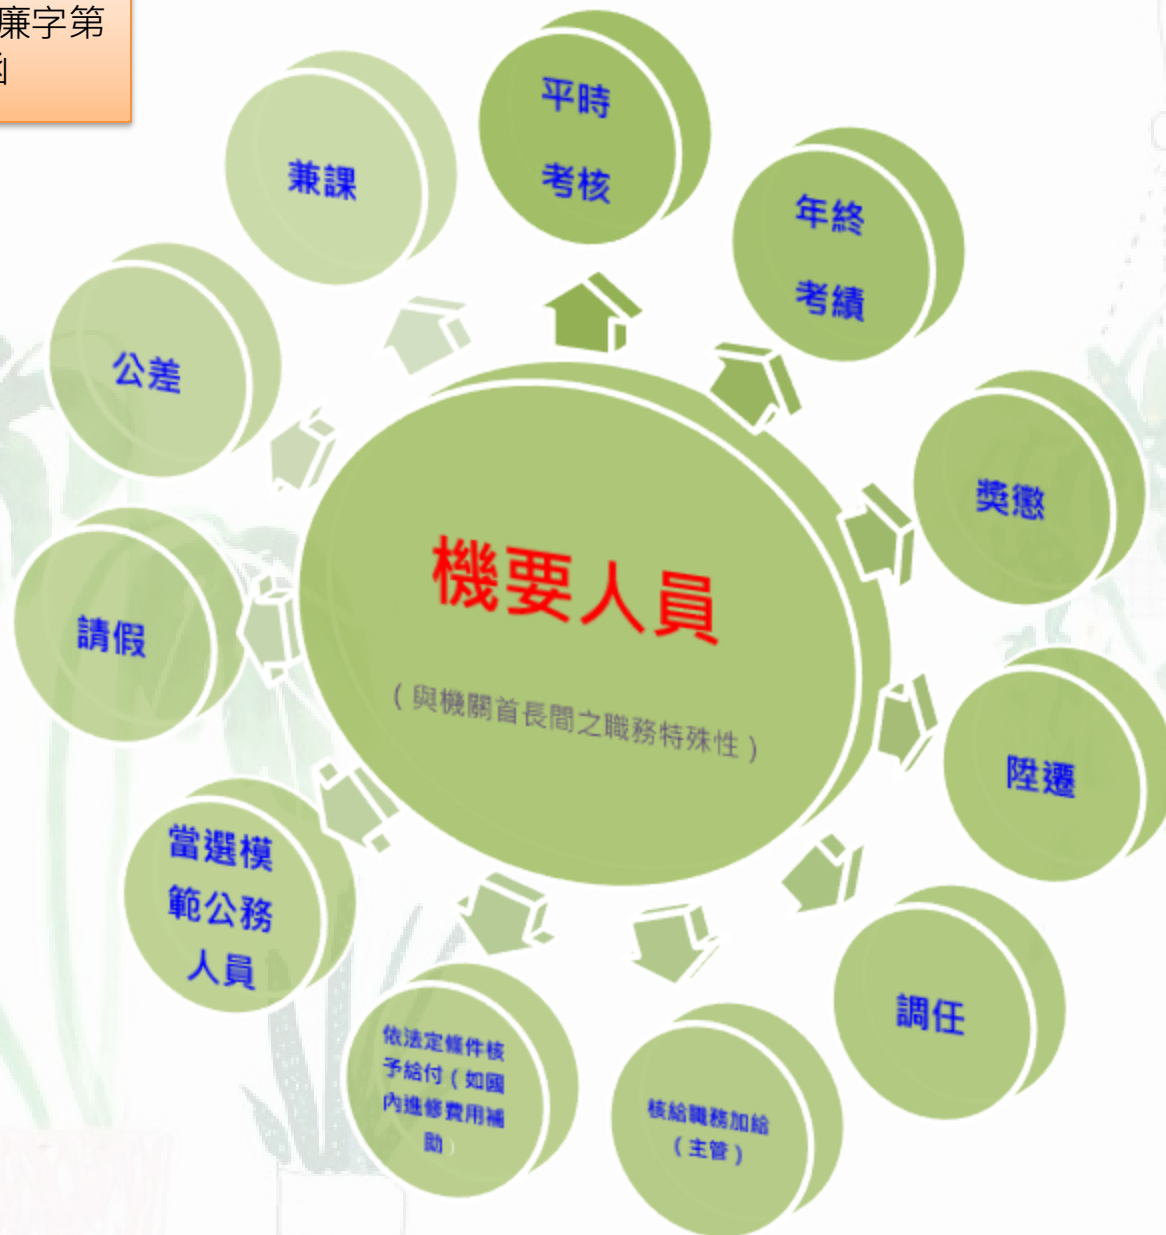 廉字第
函
平時
考核
年終
考績
獎懲
陞遷
調任
核給職務加給
（主管）
依法定條件核
予給付（如國
內進修費用補
助）
當選模
範公務
人員
請假
公差
兼課
機要人員
（與機關首長間之職務特殊性）